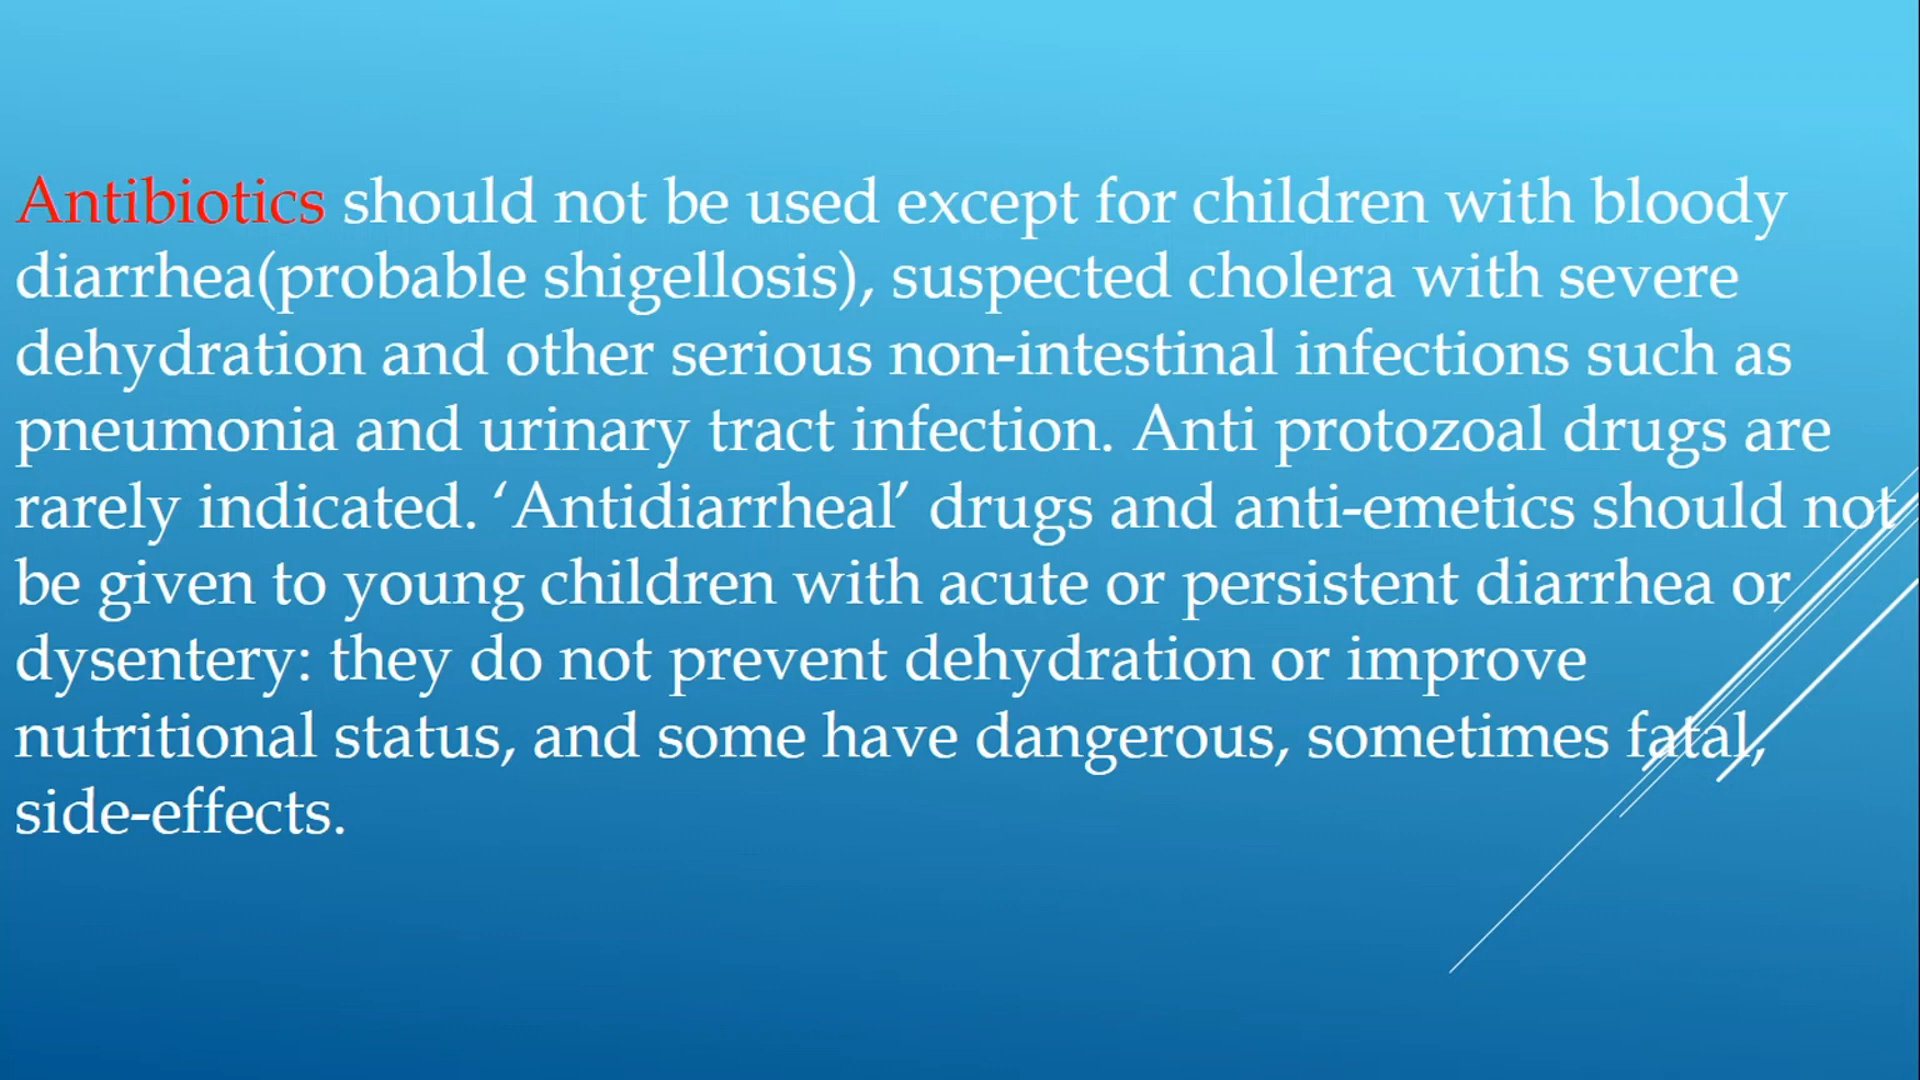 Antibiotics should not be used except for children with bloody
diarrhea(probable shigellosis), suspected cholera with severe
dehydration and other serious non-intestinal infections such as
pneumonia and urinary tract infection. Anti protozoal drugs are
rarely indicated. ‘Antidiarrheal’ drugs and anti-emetics should not
be given to young children with acute or persistent diarrhea or
dysentery: they do not prevent dehydration or improve
nutritional status, and some have dangerous, sometimes fatal,
side-effects.